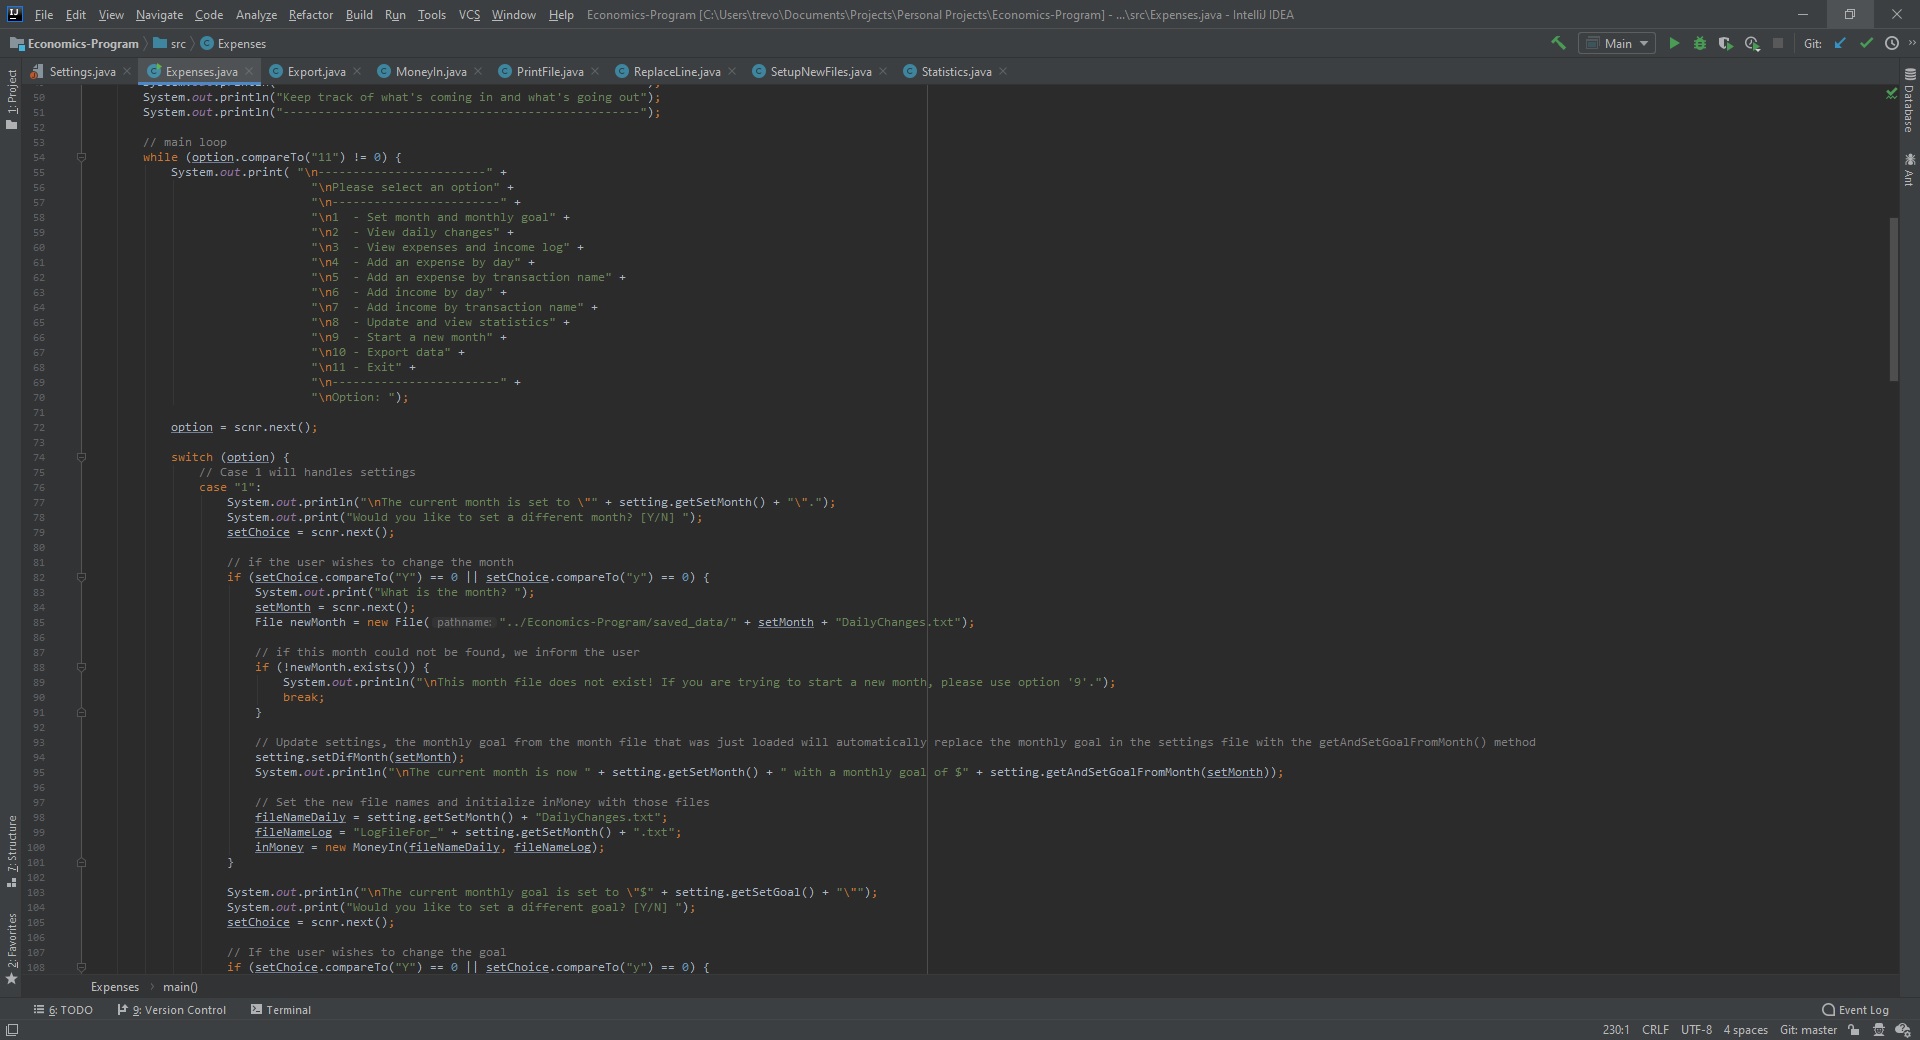 File Edit View Navigate Code Analyze Refactor Build Run Tools VCS Window Help Economics-Program [C:\Users\trevo\Documents\Projects\Personal Projects\Economics-Program] - ...\src\Expenses.java - IntelliJ IDEA
Economics-Program src Expenses Main Git:
Settings.java Expenses.java Export.java MoneyIn.java PrintFile.java ReplaceLine.java SetupNewFiles.java Statistics.java
1: Project
Database
Ant
7: Structure
2: Favorites
50 System.out.println("Keep track of what's coming in and what's going out");
51 System.out.println("---------------------------------------------------");
52
53 // main loop
54 while (option.compareTo("11") != 0) {
55 System.out.print( "\n------------------------" +
56 "\nPlease select an option" +
57 "\n------------------------" +
58 "\n1  - Set month and monthly goal" +
59 "\n2  - View daily changes" +
60 "\n3  - View expenses and income log" +
61 "\n4  - Add an expense by day" +
62 "\n5  - Add an expense by transaction name" +
63 "\n6  - Add income by day" +
64 "\n7  - Add income by transaction name" +
65 "\n8  - Update and view statistics" +
66 "\n9  - Start a new month" +
67 "\n10 - Export data" +
68 "\n11 - Exit" +
69 "\n------------------------" +
70 "\nOption: ");
71
72 option = scnr.next();
73
74 switch (option) {
75 // Case 1 will handles settings
76 case "1":
77 System.out.println("\nThe current month is set to \"" + setting.getSetMonth() + "\".");
78 System.out.print("Would you like to set a different month? [Y/N] ");
79 setChoice = scnr.next();
80
81 // if the user wishes to change the month
82 if (setChoice.compareTo("Y") == 0 || setChoice.compareTo("y") == 0) {
83 System.out.print("What is the month? ");
84 setMonth = scnr.next();
85 File newMonth = new File( pathname: "../Economics-Program/saved_data/" + setMonth + "DailyChanges.txt");
86
87 // if this month could not be found, we inform the user
88 if (!newMonth.exists()) {
89 System.out.println("\nThis month file does not exist! If you are trying to start a new month, please use option '9'.");
90 break;
91 }
92
93 // Update settings, the monthly goal from the month file that was just loaded will automatically replace the monthly goal in the settings file with the getAndSetGoalFromMonth() method
94 setting.setDifMonth(setMonth);
95 System.out.println("\nThe current month is now " + setting.getSetMonth() + " with a monthly goal of $" + setting.getAndSetGoalFromMonth(setMonth));
96
97 // Set the new file names and initialize inMoney with those files
98 fileNameDaily = setting.getSetMonth() + "DailyChanges.txt";
99 fileNameLog = "LogFileFor_" + setting.getSetMonth() + ".txt";
100 inMoney = new MoneyIn(fileNameDaily, fileNameLog);
101 }
102
103 System.out.println("\nThe current monthly goal is set to \"$" + setting.getSetGoal() + "\"");
104 System.out.print("Would you like to set a different goal? [Y/N] ");
105 setChoice = scnr.next();
106
107 // If the user wishes to change the goal
108 if (setChoice.compareTo("Y") == 0 || setChoice.compareTo("y") == 0) {
Expenses main()
6: TODO 9: Version Control Terminal Event Log
230:1 CRLF UTF-8 4 spaces Git: master